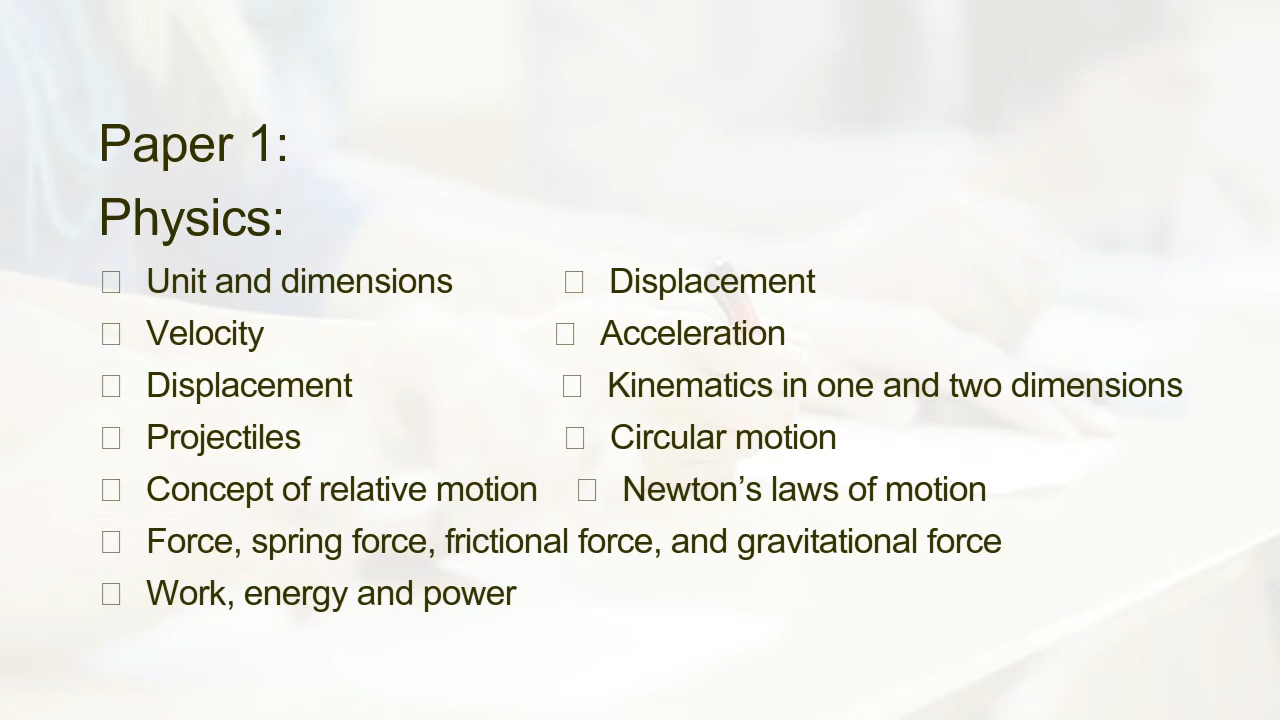 Paper 1:
Physics:
Unit and dimensions Displacement
Velocity Acceleration
Displacement Kinematics in one and two dimensions
Projectiles Circular motion
Concept of relative motion Newton’s laws of motion
Force, spring force, frictional force, and gravitational force
Work, energy and power